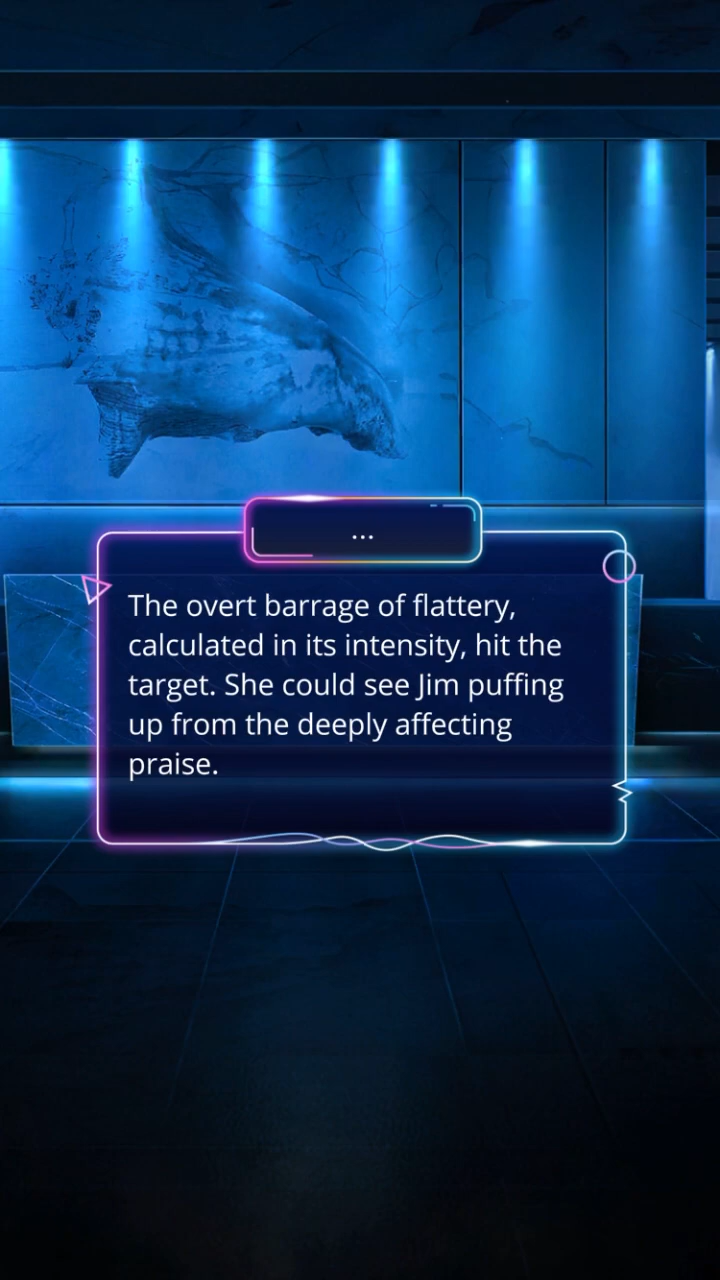 ...
The overt barrage of flattery,
calculated in its intensity, hit the
target. She could see Jim puffing
up from the deeply affecting
praise.